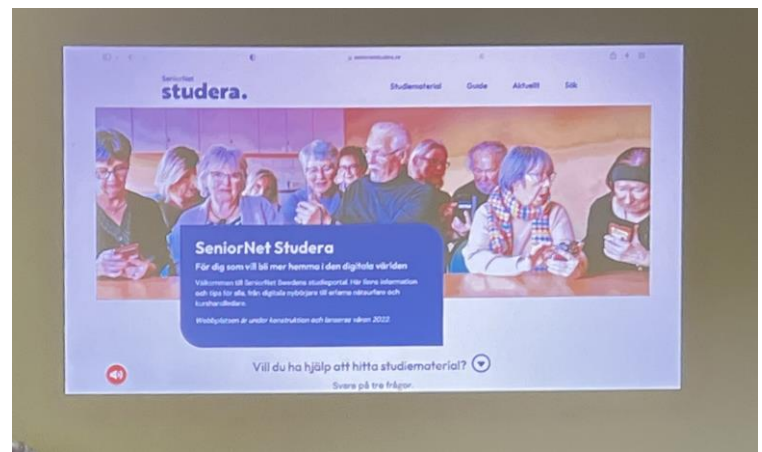 SeniorNet
studera.
Studiematerial Guide Aktuellt Sök
SeniorNet Studera
För dig som vill bli mer hemma i den digitala världen
Välkommen till SeniorNet Swedens studieportal. Här finns information
och tips för alla, från digitala nybörjare till erfarna nätsurfare och
kurshandledare.
Webbplatsen är under konstruktion och lanseras våren 2022.
Vill du ha hjälp att hitta studiematerial?
Svara på tre frågor.